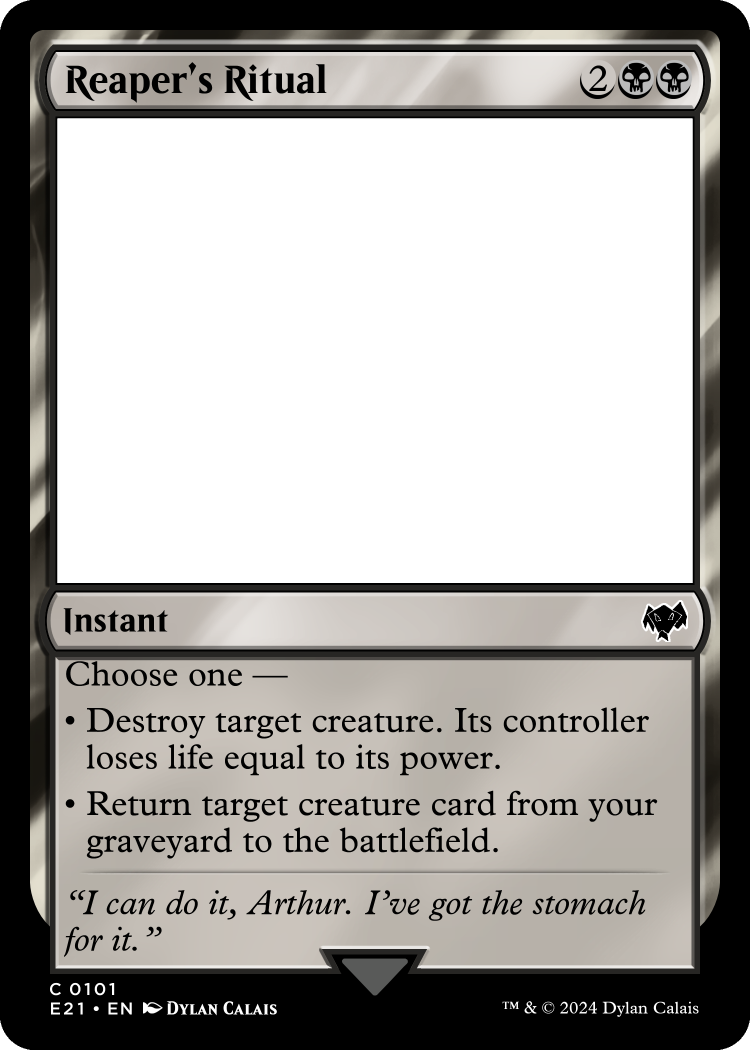 Reaper's Ritual 2
Instant
Choose one —
• Destroy target creature. Its controller
loses life equal to its power.
• Return target creature card from your
graveyard to the battlefield.
“I can do it, Arthur. I’ve got the stomach
for it.”
C 0101
E21 • EN DYLAN CALAIS
™ & © 2024 Dylan Calais